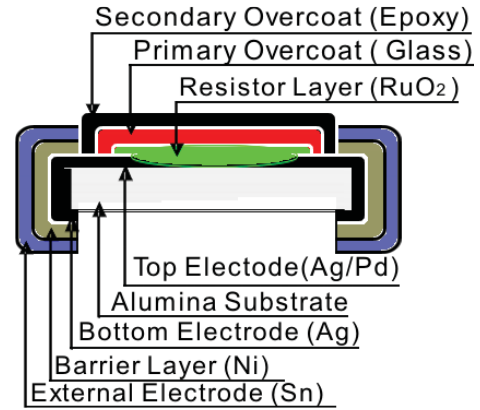 Secondary Overcoat (Epoxy)
Primary Overcoat ( Glass)
Resistor Layer (RuO2)
Top Electode(Ag/Pd)
Alumina Substrate
Bottom Electrode (Ag)
Barrier Layer (Ni)
External Electrode (Sn)